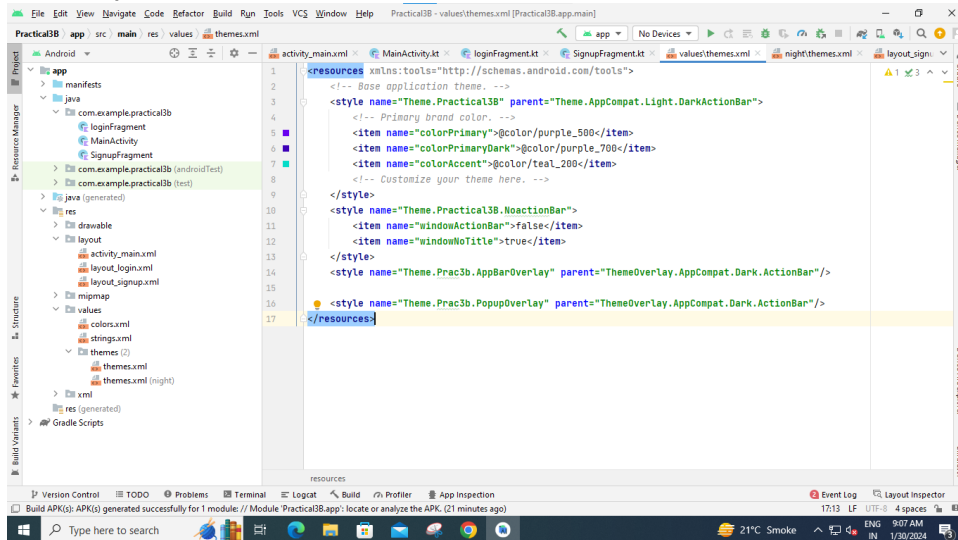 File Edit View Navigate Code Refactor Build Run Tools VCS Window Help Practical3B - values\themes.xml [Practical3B.app.main]
Practical3B app src main res values themes.xml app No Devices
Android activity_main.xml MainActivity.kt loginFragment.kt SignupFragment.kt values\themes.xml night\themes.xml layout_signu
Project
Resource Manager
Structure
Favorites
Build Variants
app
manifests
java
com.example.practical3b
loginFragment
MainActivity
SignupFragment
com.example.practical3b (androidTest)
com.example.practical3b (test)
java (generated)
res
drawable
layout
activity_main.xml
layout_login.xml
layout_signup.xml
mipmap
values
colors.xml
strings.xml
themes (2)
themes.xml
themes.xml (night)
xml
res (generated)
Gradle Scripts
1 <resources xmlns:tools="http://schemas.android.com/tools">
2 <!-- Base application theme. -->
3 <style name="Theme.Practical3B" parent="Theme.AppCompat.Light.DarkActionBar">
4 <!-- Primary brand color. -->
5 <item name="colorPrimary">@color/purple_500</item>
6 <item name="colorPrimaryDark">@color/purple_700</item>
7 <item name="colorAccent">@color/teal_200</item>
8 <!-- Customize your theme here. -->
9 </style>
10 <style name="Theme.Practical3B.NoactionBar">
11 <item name="windowActionBar">false</item>
12 <item name="windowNoTitle">true</item>
13 </style>
14 <style name="Theme.Prac3b.AppBarOverlay" parent="ThemeOverlay.AppCompat.Dark.ActionBar"/>
15
16 <style name="Theme.Prac3b.PopupOverlay" parent="ThemeOverlay.AppCompat.Dark.ActionBar"/>
17 </resources>
1 3
resources
Version Control TODO Problems Terminal Logcat Build Profiler App Inspection Event Log Layout Inspector
Build APK(s): APK(s) generated successfully for 1 module: // Module 'Practical3B.app': locate or analyze the APK. (21 minutes ago) 17:13 LF UTF-8 4 spaces
Type here to search 21°C Smoke ENG 9:07 AM
IN 1/30/2024 3